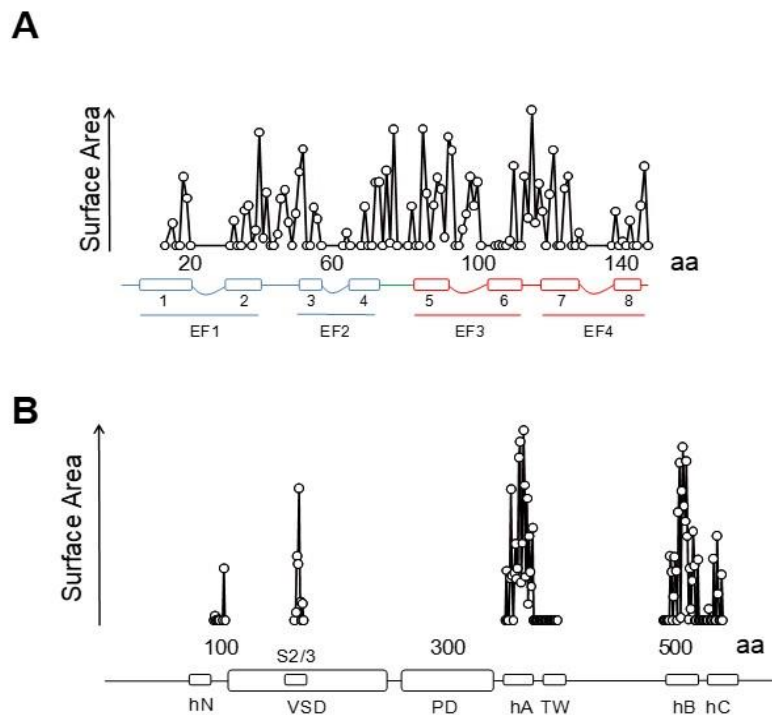 A
Surface Area
20 60 100 140 aa
1 2 3 4 5 6 7 8
EF1 EF2 EF3 EF4
B
Surface Area
100 300 500 aa
S2/3
hN VSD PD hA TW hB hC